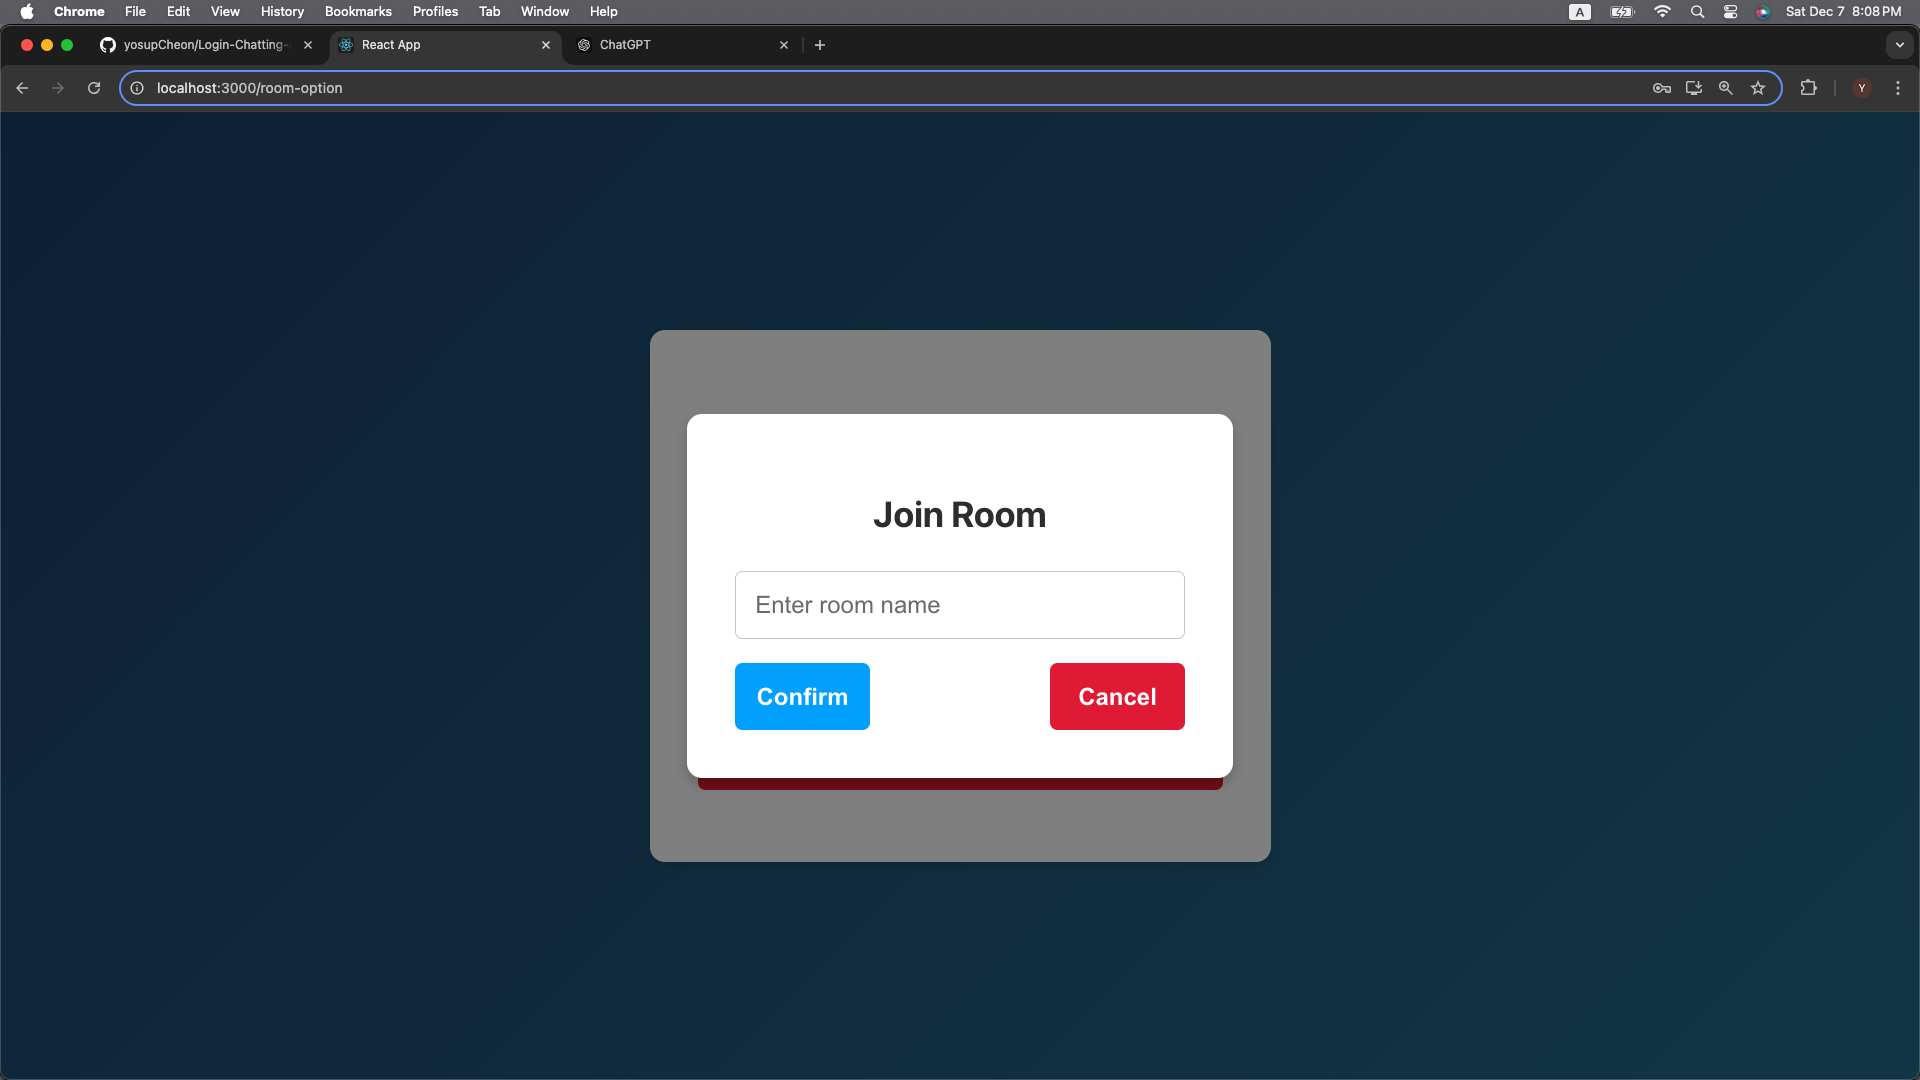 Chrome File Edit View History Bookmarks Profiles Tab Window Help A Sat Dec 7 8:08 PM
yosupCheon/Login-Chatting- React App ChatGPT
localhost:3000/room-option Y
Join Room
Enter room name
Confirm Cancel